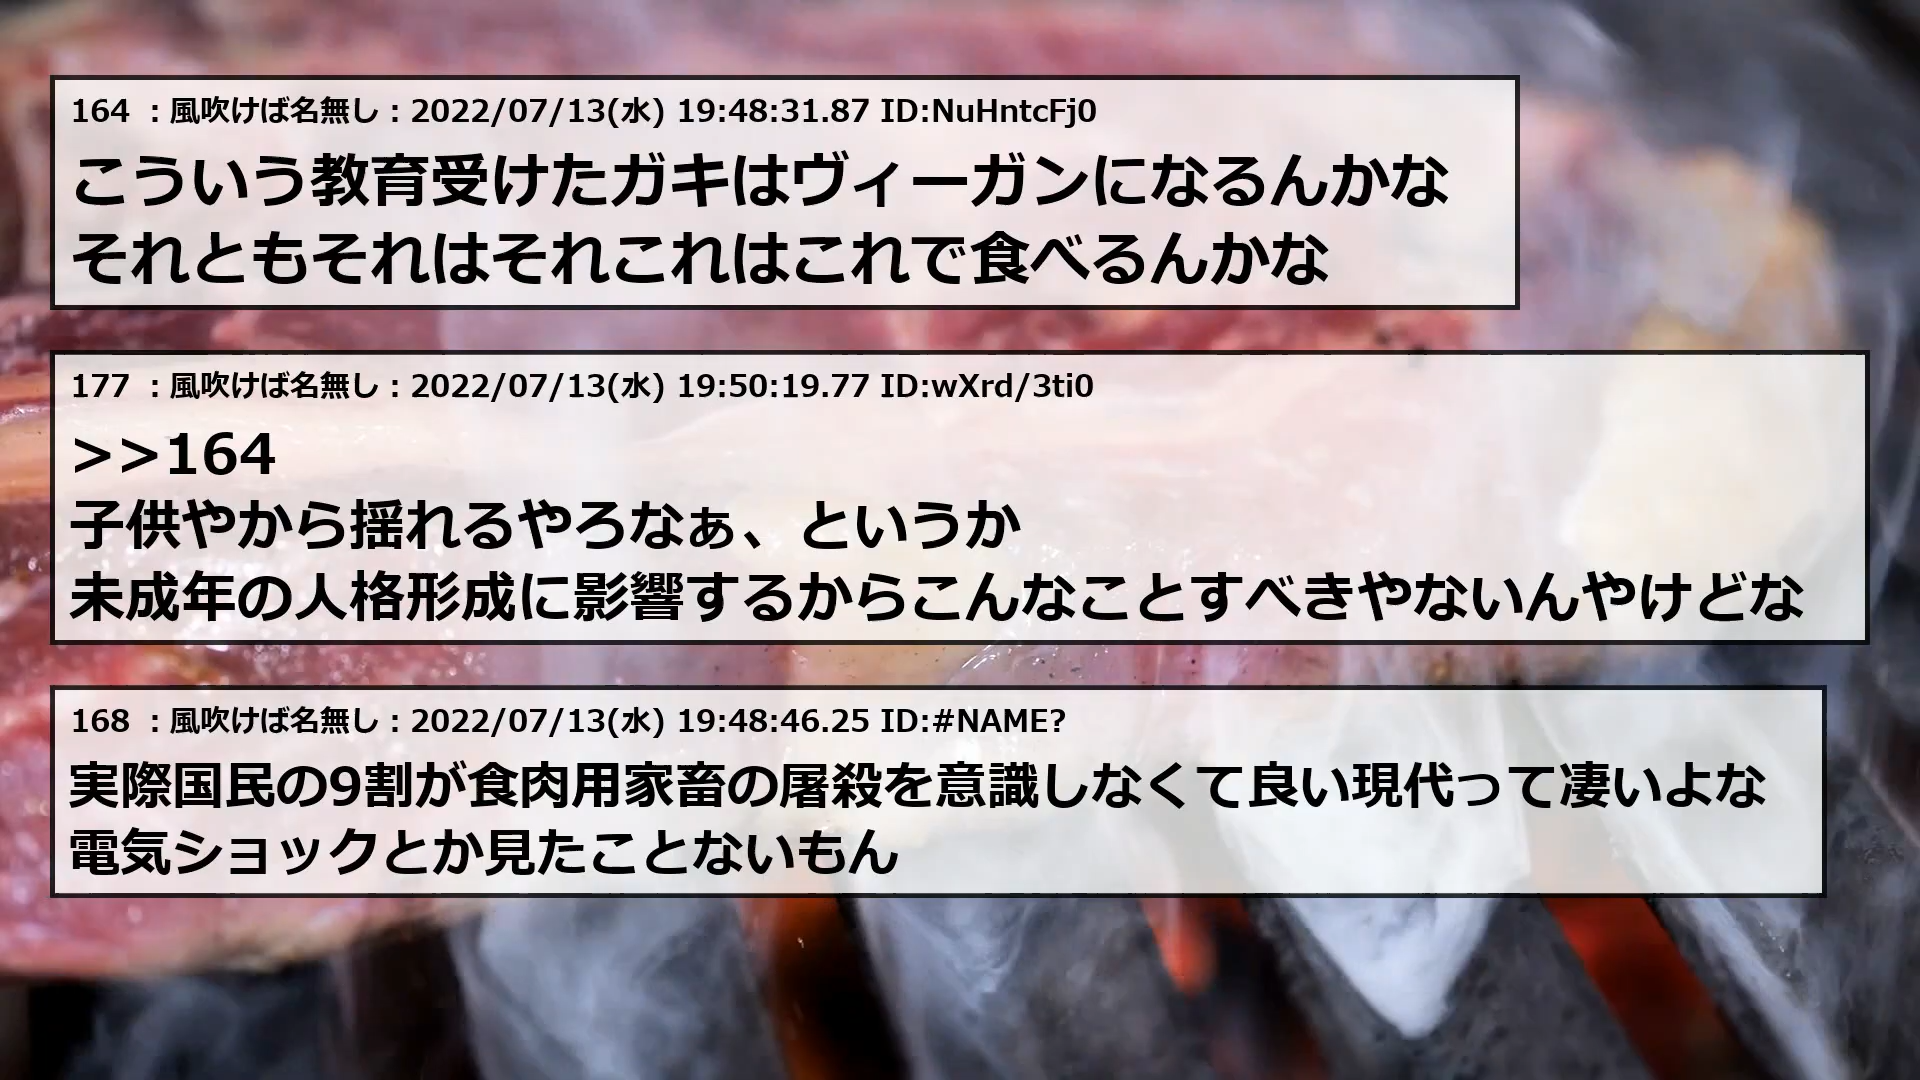 164 ：風吹けば名無し：2022/07/13(水) 19:48:31.87 ID:NuHntcFj0
こういう教育受けたガキはヴィーガンになるんかな
それともそれはそれこれはこれで食べるんかな
177 ：風吹けば名無し：2022/07/13(水) 19:50:19.77 ID:wXrd/3ti0
>>164
子供やから揺れるやろなぁ、というか
未成年の人格形成に影響するからこんなことすべきやないんやけどな
168 ：風吹けば名無し：2022/07/13(水) 19:48:46.25 ID:#NAME?
実際国民の9割が食肉用家畜の屠殺を意識しなくて良い現代って凄いよな
電気ショックとか見たことないもん